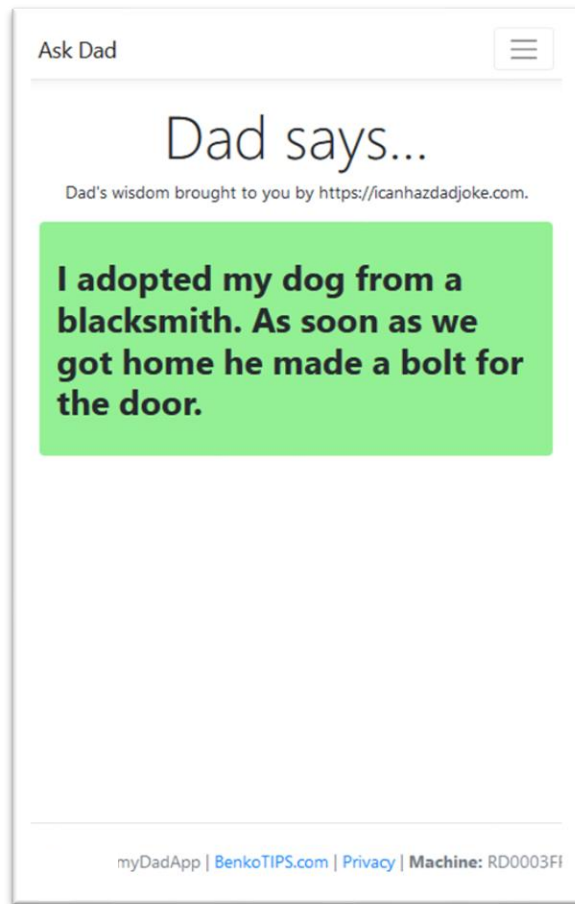 Ask Dad
Dad says...
Dad's wisdom brought to you by https://icanhazdadjoke.com.
I adopted my dog from a
blacksmith. As soon as we
got home he made a bolt for
the door.
myDadApp | BenkoTIPS.com | Privacy | Machine: